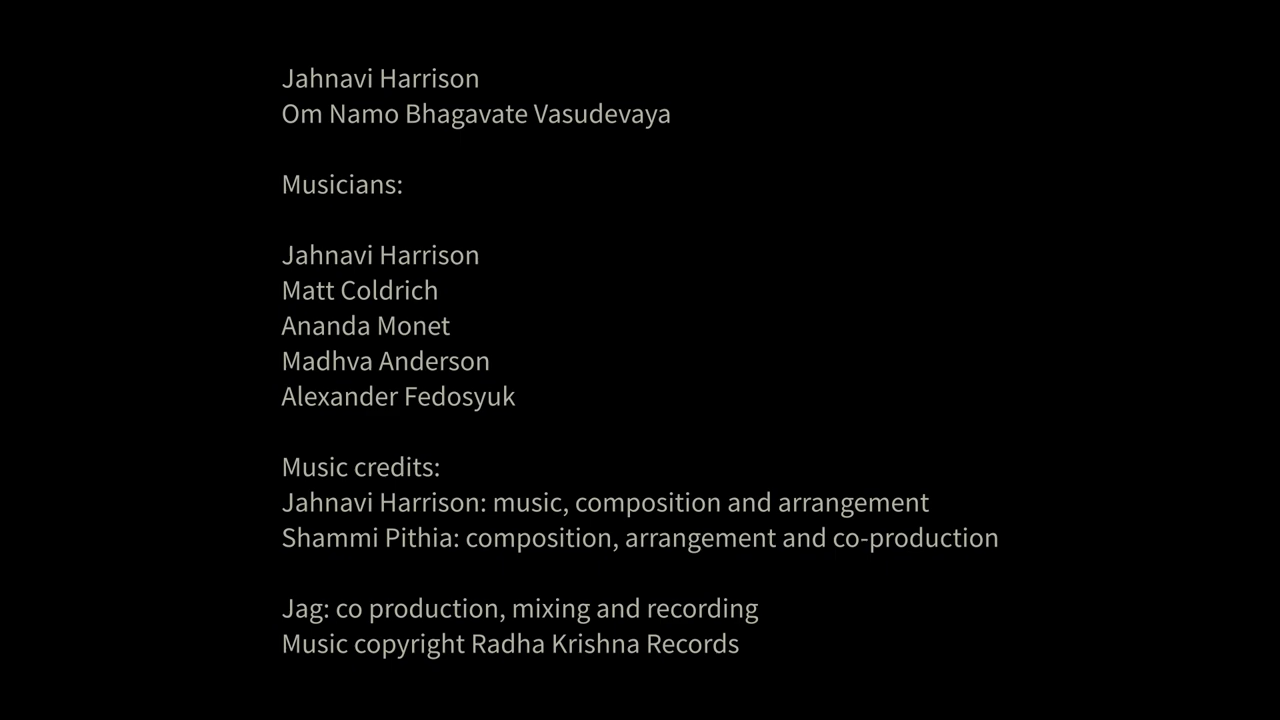 Jahnavi Harrison
Om Namo Bhagavate Vasudevaya
Musicians:
Jahnavi Harrison
Matt Coldrich
Ananda Monet
Madhva Anderson
Alexander Fedosyuk
Music credits:
Jahnavi Harrison: music, composition and arrangement
Shammi Pithia: composition, arrangement and co-production
Jag: co production, mixing and recording
Music copyright Radha Krishna Records